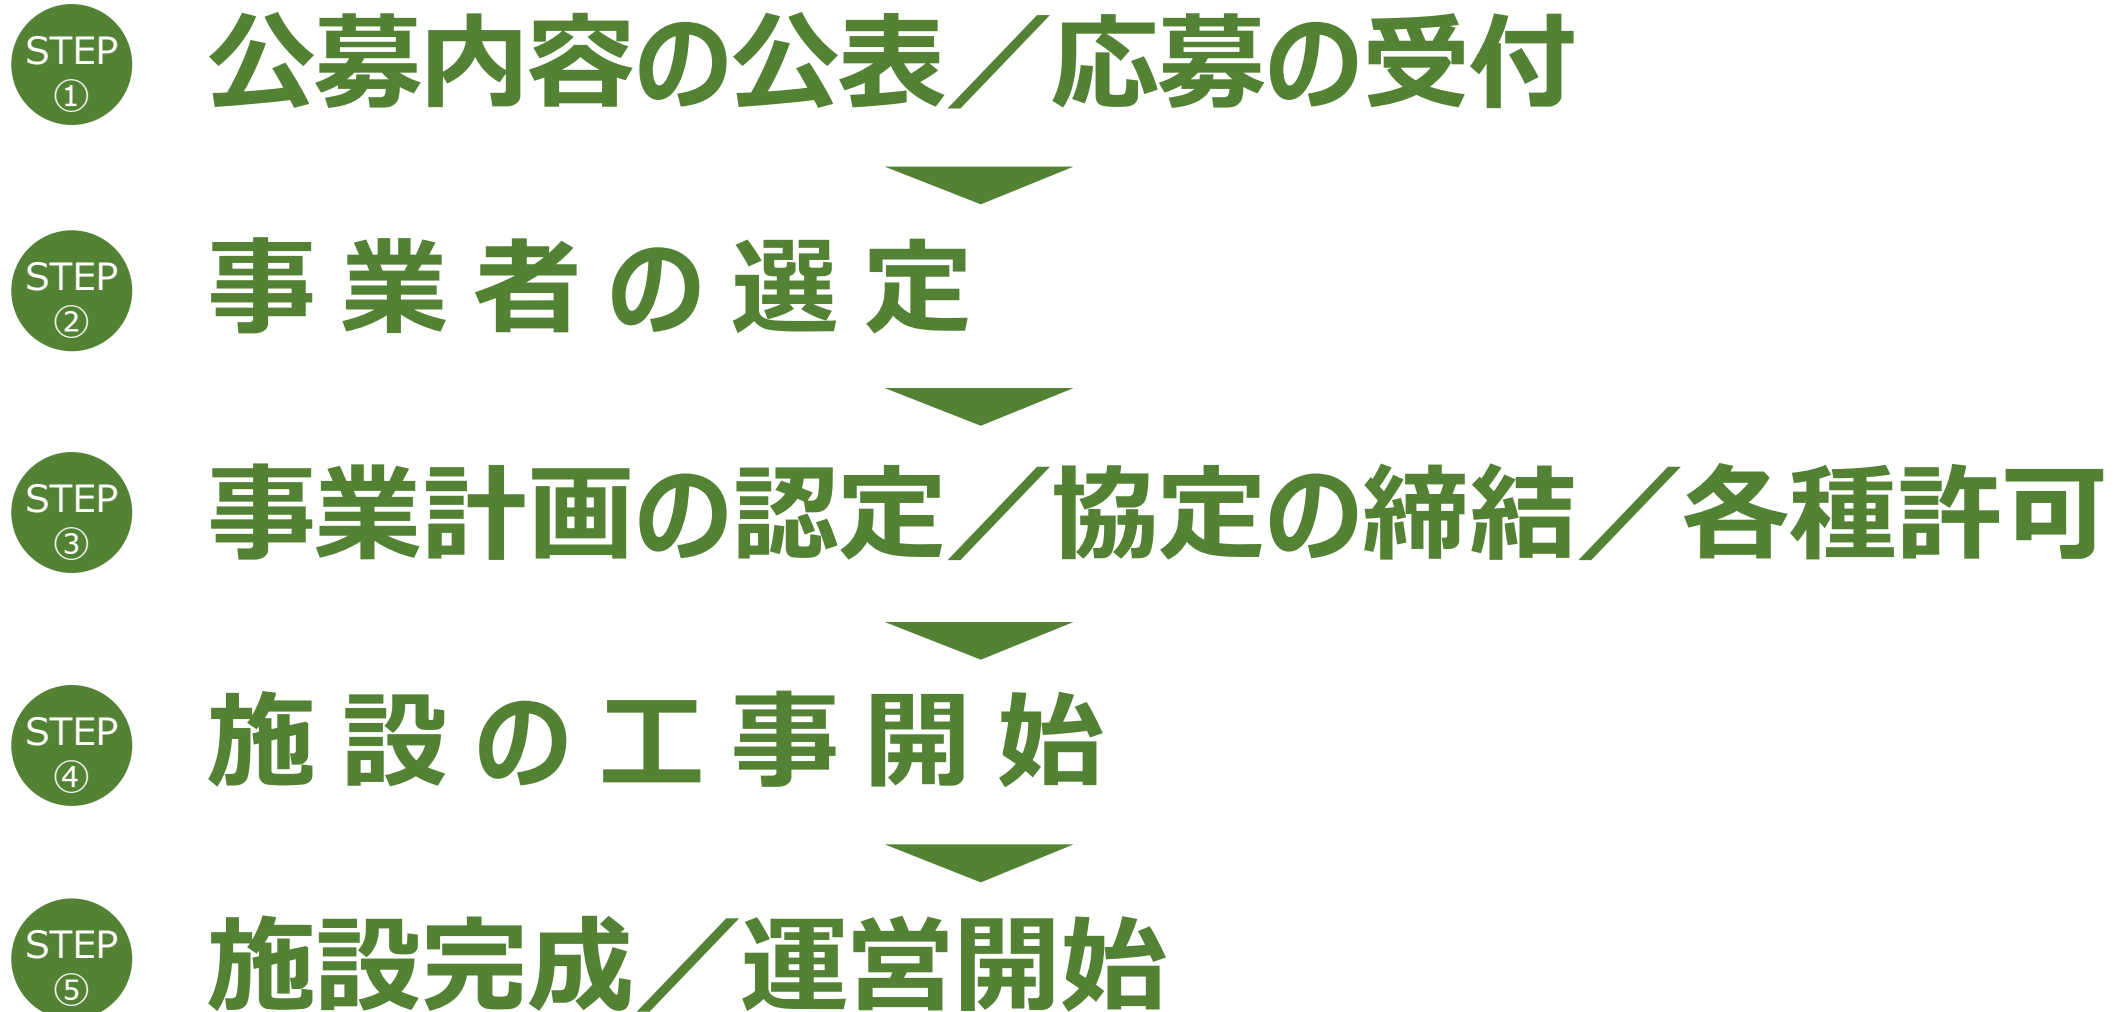 STEP
①
公募内容の公表／応募の受付
STEP
②
事業者の選定
STEP
③
事業計画の認定／協定の締結／各種許可
STEP
④
施設の工事開始
STEP
⑤
施設完成／運営開始